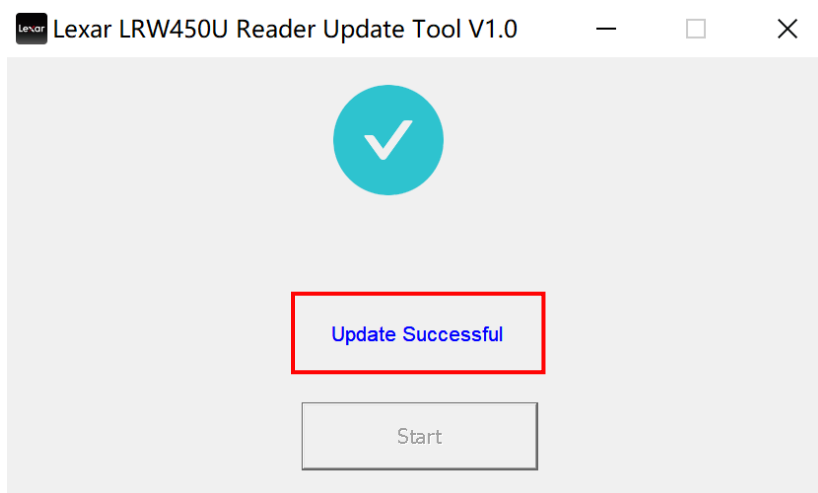 Lexar Lexar LRW450U Reader Update Tool V1.0
Update Successful
Start